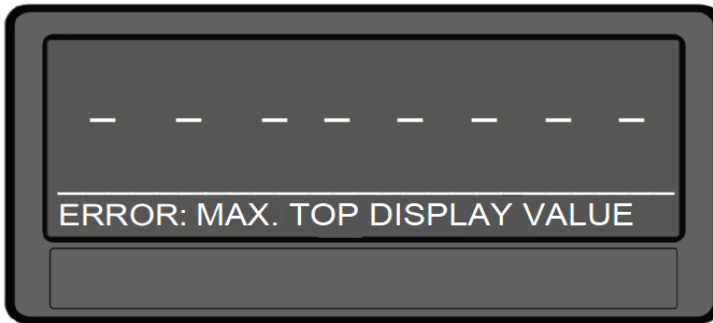 – – – – – – – –
ERROR: MAX. TOP DISPLAY VALUE